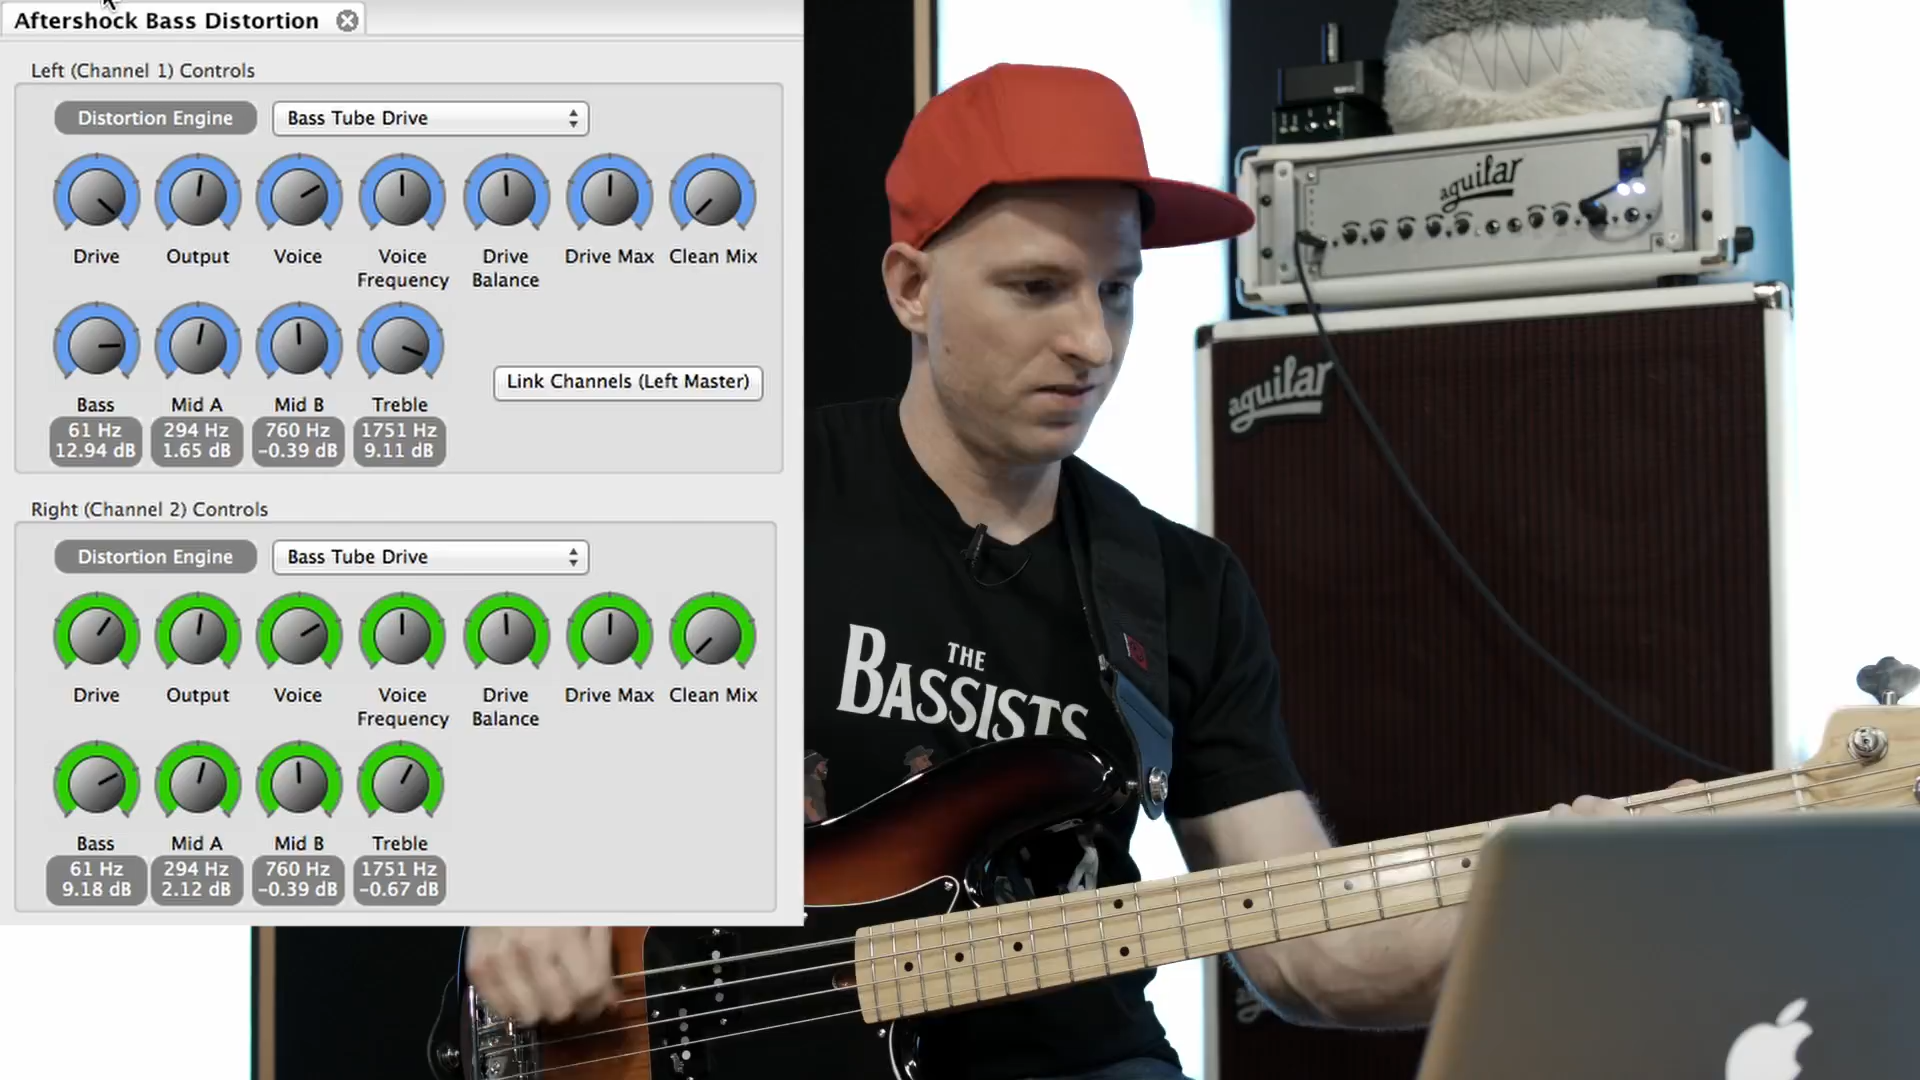 Aftershock Bass Distortion
Left (Channel 1) Controls
Distortion Engine
Bass Tube Drive
Drive
Output
Voice
Voice
Frequency
Drive
Balance
Drive Max
Clean Mix
Bass
61 Hz
12.94 dB
Mid A
294 Hz
1.65 dB
Mid B
760 Hz
-0.39 dB
Treble
1751 Hz
9.11 dB
Link Channels (Left Master)
Right (Channel 2) Controls
Distortion Engine
Bass Tube Drive
Drive
Output
Voice
Voice
Frequency
Drive
Balance
Drive Max
Clean Mix
Bass
61 Hz
9.18 dB
Mid A
294 Hz
2.12 dB
Mid B
760 Hz
-0.39 dB
Treble
1751 Hz
-0.67 dB
aguilar
aguilar
THE
BASSISTS